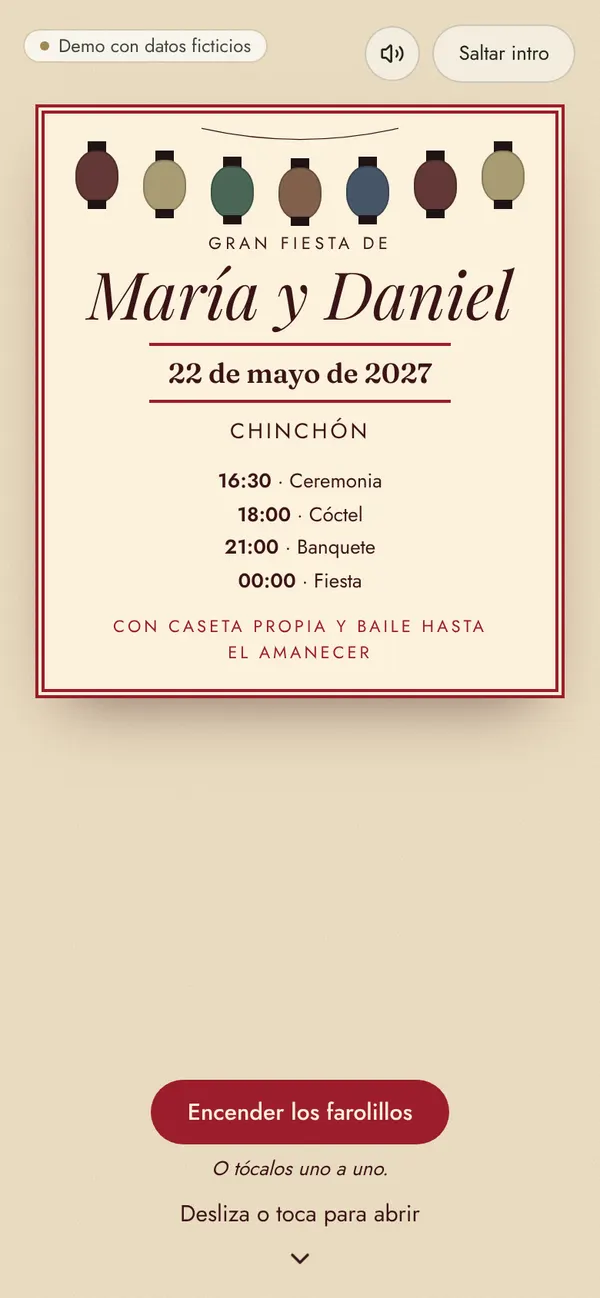 Demo con datos ficticios
Saltar intro
GRAN FIESTA DE
María y Daniel
22 de mayo de 2027
CHINCHÓN
16:30 · Ceremonia
18:00 · Cóctel
21:00 · Banquete
00:00 · Fiesta
CON CASETA PROPIA Y BAILE HASTA
EL AMANECER
Encender los farolillos
O tócalos uno a uno.
Desliza o toca para abrir